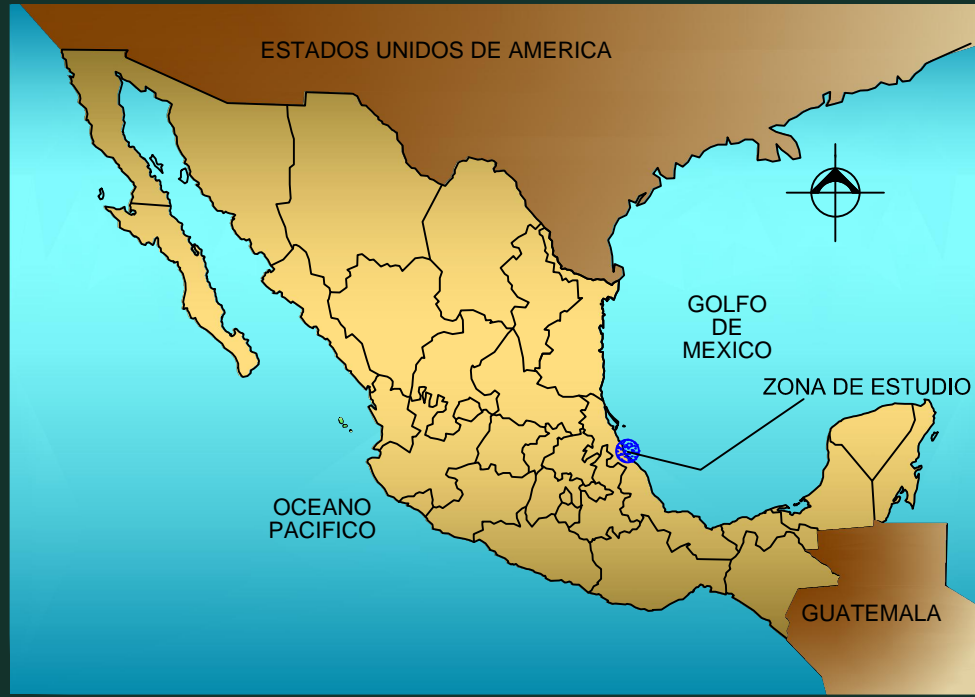 ESTADOS UNIDOS DE AMERICA
GOLFO
DE
MEXICO
ZONA DE ESTUDIO
OCEANO
PACIFICO
GUATEMALA